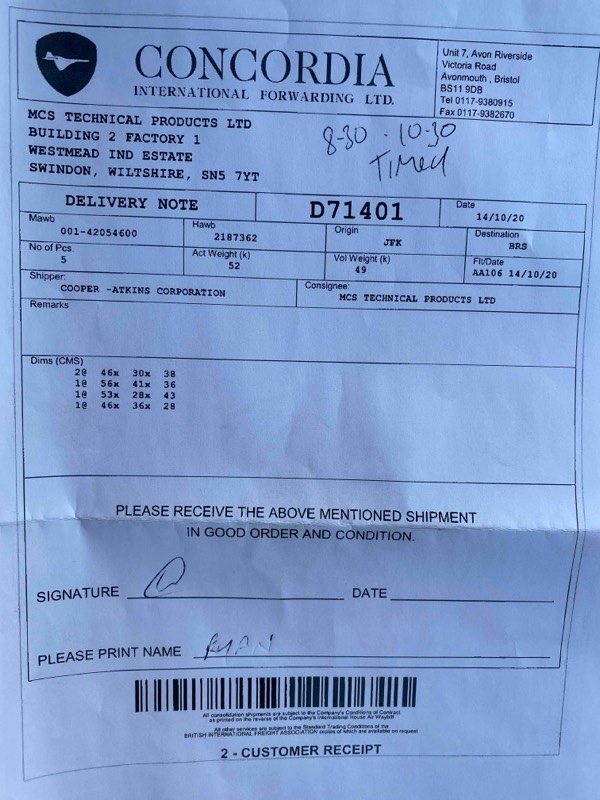 CONCORDIA
INTERNATIONAL FORWARDING LTD.
Unit 7, Avon Riverside
Victoria Road
Avonmouth , Bristol
BS11 9DB
Tel 0117-9380915
Fax 0117-9382670
MCS TECHNICAL PRODUCTS LTD
BUILDING 2 FACTORY 1
WESTMEAD IND ESTATE
SWINDON, WILTSHIRE, SN5 7YT
8-30 - 10-30
Timed
DELIVERY NOTE D71401 Date 14/10/20
Mawb 001-42054600 Hawb 2187362 Origin JFK Destination BRS
No of Pcs 5 Act Weight (k) 52 Vol Weight (k) 49 Flt/Date AA106 14/10/20
Shipper: COOPER -ATKINS CORPORATION Consignee: MCS TECHNICAL PRODUCTS LTD
Remarks
Dims (CMS)
2@ 46x 30x 38
1@ 56x 41x 36
1@ 53x 28x 43
1@ 46x 36x 28
PLEASE RECEIVE THE ABOVE MENTIONED SHIPMENT
IN GOOD ORDER AND CONDITION.
SIGNATURE DATE
PLEASE PRINT NAME RYAN
All consolidation shipments are subject to the Company's Conditions of Contract
as printed on the reverse of the Company's International House Air Waybill
All other services are subject to the Standard Trading Conditions of the
BRITISH INTERNATIONAL FREIGHT ASSOCIATION copies of which are available on request
2 - CUSTOMER RECEIPT